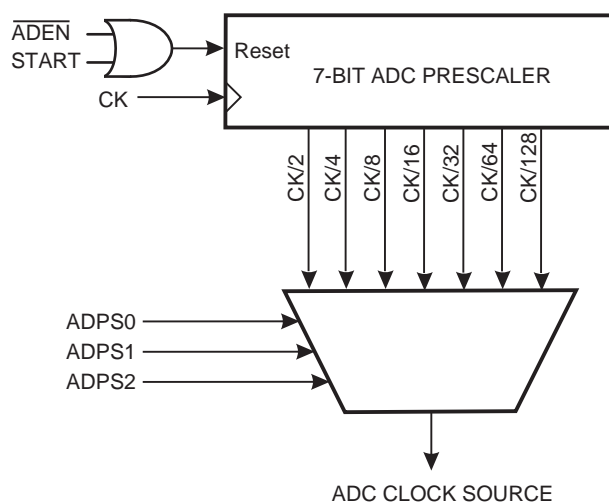 ADEN
START
Reset
7-BIT ADC PRESCALER
CK
CK/2
CK/4
CK/8
CK/16
CK/32
CK/64
CK/128
ADPS0
ADPS1
ADPS2
ADC CLOCK SOURCE